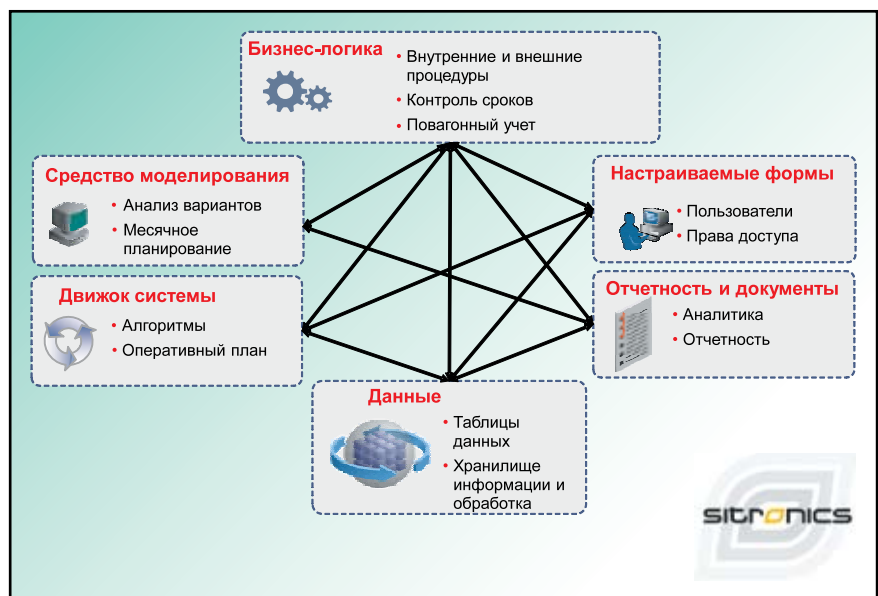 Бизнес-логика
• Внутренние и внешние
процедуры
• Контроль сроков
• Повагонный учет
Средство моделирования
• Анализ вариантов
• Месячное
планирование
Настраиваемые формы
• Пользователи
• Права доступа
Движок системы
• Алгоритмы
• Оперативный план
Отчетность и документы
• Аналитика
• Отчетность
Данные
• Таблицы
данных
• Хранилище
информации и
обработка
sitronics